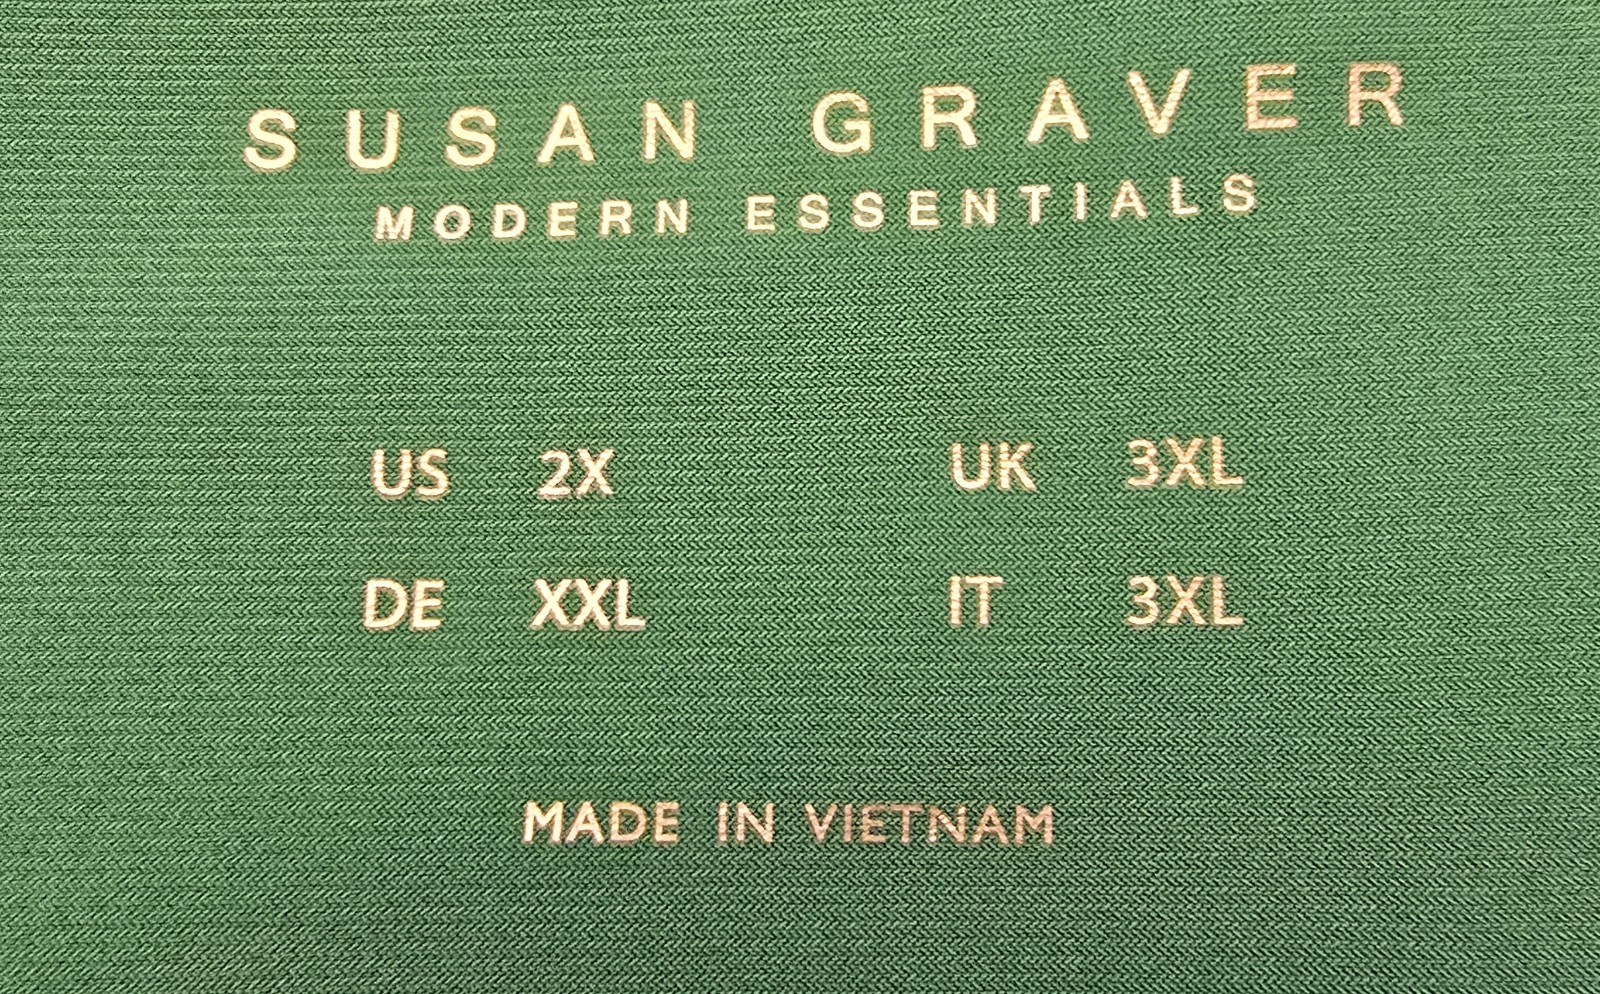 SUSAN GRAVER
MODERN ESSENTIALS
US 2X UK 3XL
DE XXL IT 3XL
MADE IN VIETNAM